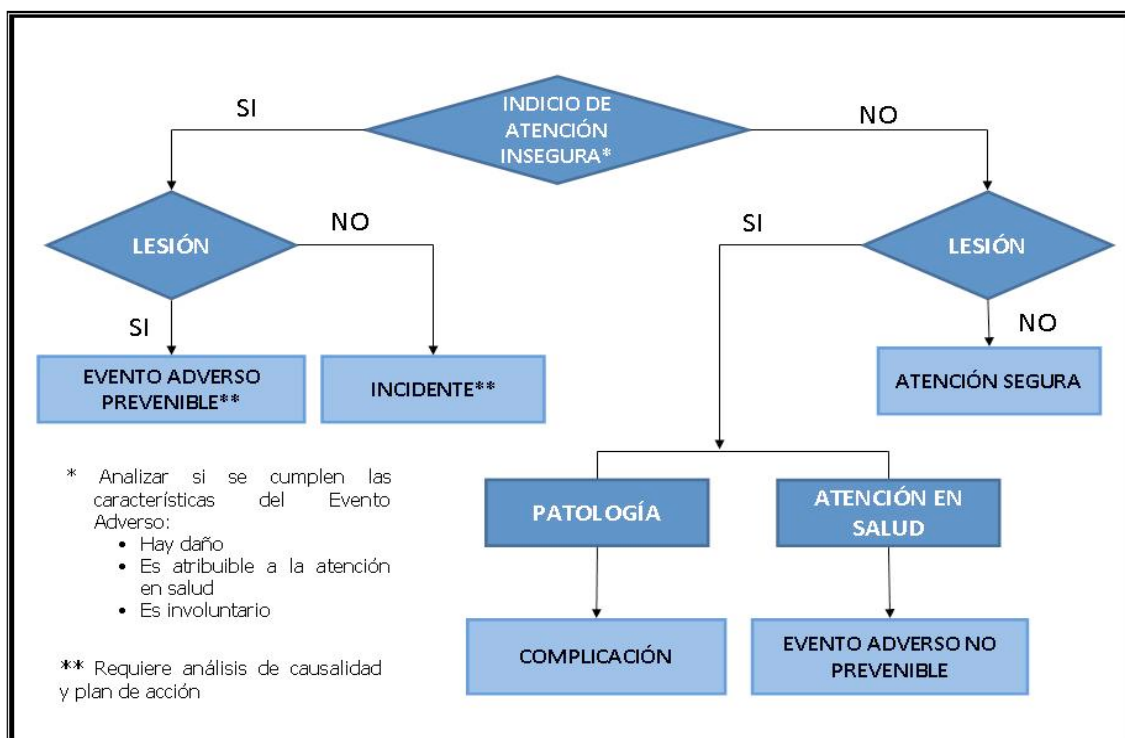 INDICIO DE
ATENCIÓN
INSEGURA*
SI
NO
LESIÓN
NO
SI
LESIÓN
SI
NO
EVENTO ADVERSO
PREVENIBLE**
INCIDENTE**
ATENCIÓN SEGURA
* Analizar si se cumplen las
características del Evento
Adverso:
• Hay daño
• Es atribuible a la atención
en salud
• Es involuntario
** Requiere análisis de causalidad
y plan de acción
PATOLOGÍA
ATENCIÓN EN
SALUD
COMPLICACIÓN
EVENTO ADVERSO NO
PREVENIBLE